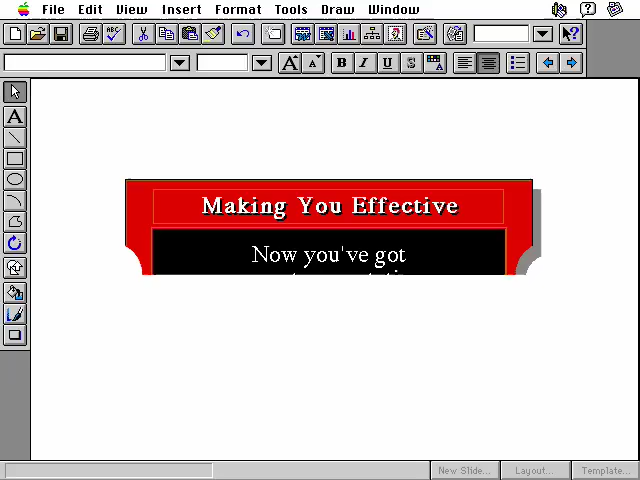 File Edit View Insert Format Tools Draw Window
ABC
A A B I U S A
A
Making You Effective
Now you've got
New Slide... Layout... Template...